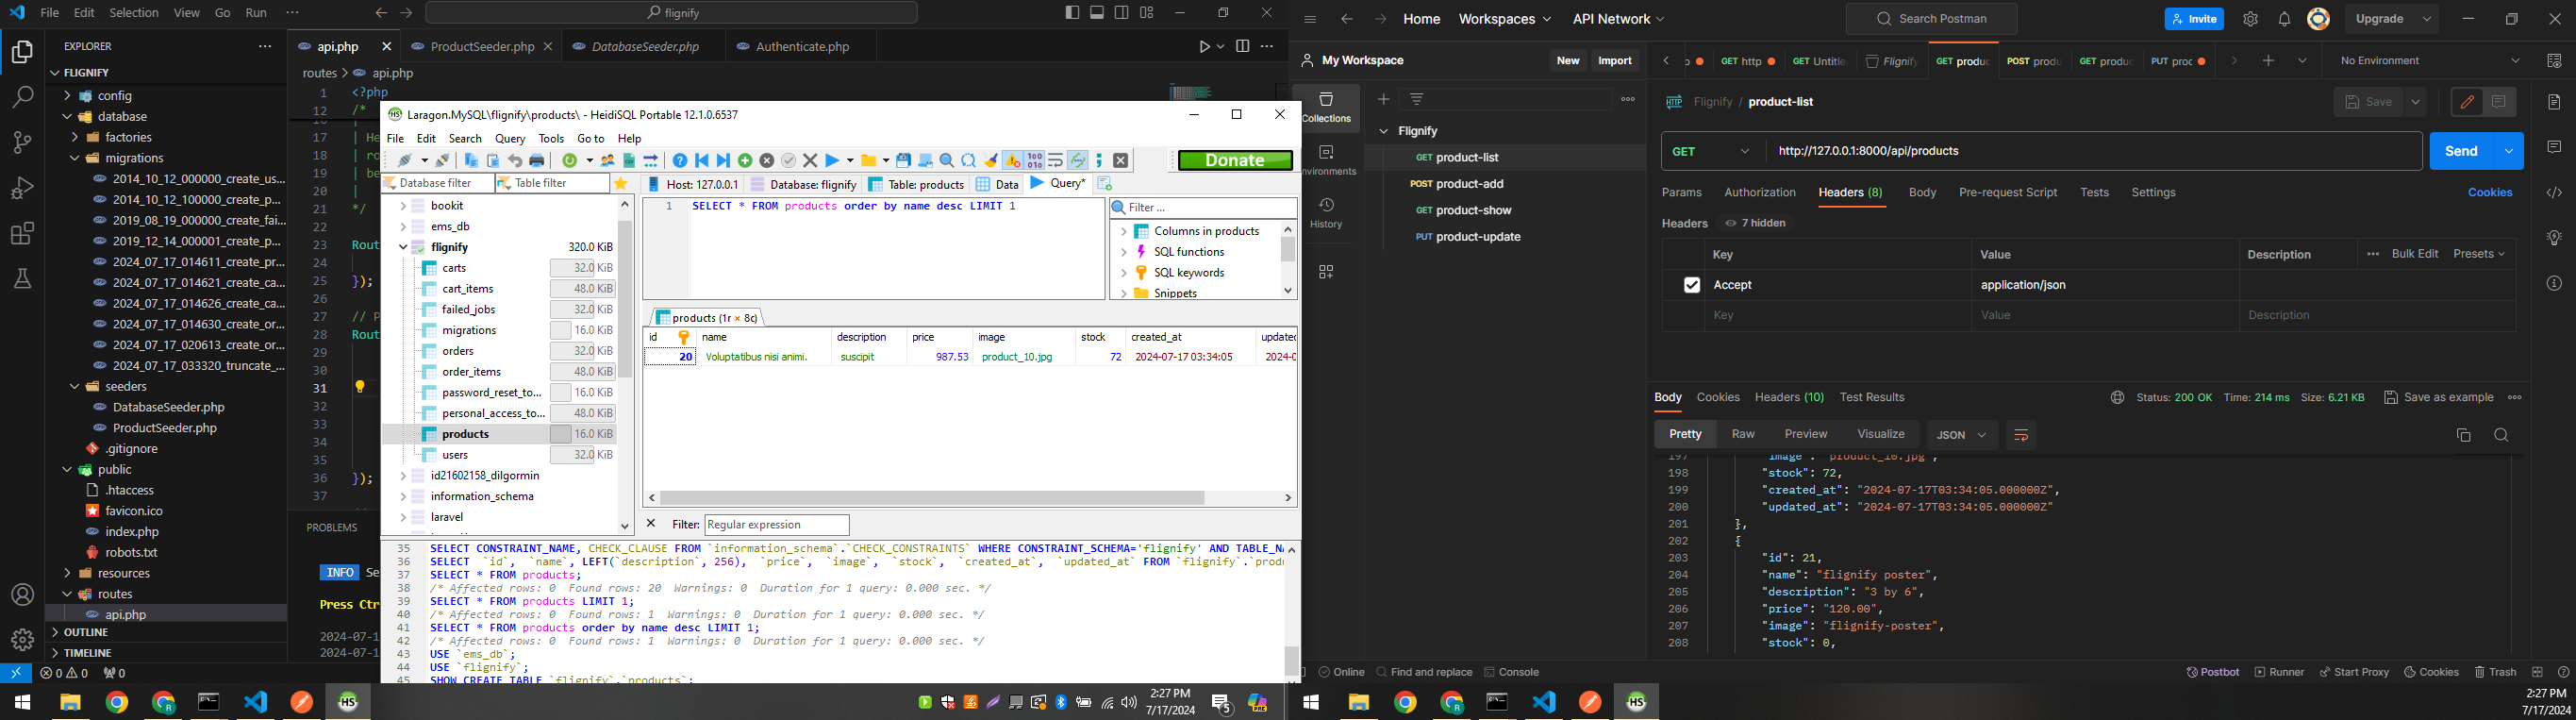 File Edit Selection View Go Run ··· flignify
EXPLORER
FLIGNIFY
config
database
factories
migrations
2014_10_12_000000_create_us...
2014_10_12_100000_create_p...
2019_08_19_000000_create_fai...
2019_12_14_000001_create_p...
2024_07_17_014611_create_pr...
2024_07_17_014621_create_ca...
2024_07_17_014626_create_ca...
2024_07_17_014630_create_or...
2024_07_17_020613_create_or...
2024_07_17_033320_truncate_...
seeders
DatabaseSeeder.php
ProductSeeder.php
.gitignore
public
.htaccess
favicon.ico
index.php
robots.txt
resources
routes
api.php
OUTLINE
TIMELINE
0 0 0
api.php ProductSeeder.php DatabaseSeeder.php Authenticate.php
routes > api.php
1 <?php
12 /*
17 | He
18 | ro
19 | be
20 |
21 */
22
23 Rout
24
25 });
26
27 // P
28 Rout
29
30
31
32
33
34
35
36 });
37
PROBLEMS
INFO Se
Press Ctr
2024-07-1
2024-07-1
Laragon.MySQL\flignify\products\ - HeidiSQL Portable 12.1.0.6537
File Edit Search Query Tools Go to Help
Donate
Database filter Table filter
Host: 127.0.0.1 Database: flignify Table: products Data Query*
bookit
ems_db
flignify 320.0 KiB
carts 32.0 KiB
cart_items 48.0 KiB
failed_jobs 32.0 KiB
migrations 16.0 KiB
orders 32.0 KiB
order_items 48.0 KiB
password_reset_to... 16.0 KiB
personal_access_to... 48.0 KiB
products 16.0 KiB
users 32.0 KiB
id21602158_dilgormin
information_schema
laravel
1 SELECT * FROM products order by name desc LIMIT 1
Filter ...
Columns in products
SQL functions
SQL keywords
Snippets
products (1r × 8c)
id name description price image stock created_at updated
20 Voluptatibus nisi animi. suscipit 987.53 product_10.jpg 72 2024-07-17 03:34:05 2024-0
Filter: Regular expression
35 SELECT CONSTRAINT_NAME, CHECK_CLAUSE FROM `information_schema`.`CHECK_CONSTRAINTS` WHERE CONSTRAINT_SCHEMA='flignify' AND TABLE_NA
36 SELECT `id`, `name`, LEFT(`description`, 256), `price`, `image`, `stock`, `created_at`, `updated_at` FROM `flignify`.`produ
37 SELECT * FROM products;
38 /* Affected rows: 0 Found rows: 20 Warnings: 0 Duration for 1 query: 0.000 sec. */
39 SELECT * FROM products LIMIT 1;
40 /* Affected rows: 0 Found rows: 1 Warnings: 0 Duration for 1 query: 0.000 sec. */
41 SELECT * FROM products order by name desc LIMIT 1;
42 /* Affected rows: 0 Found rows: 1 Warnings: 0 Duration for 1 query: 0.000 sec. */
43 USE `ems_db`;
44 USE `flignify`;
45 SHOW CREATE TABLE `flignify`.`products`;
2:27 PM
7/17/2024
5
Home Workspaces API Network Search Postman Invite Upgrade
My Workspace New Import
Collections
nvironments
History
Flignify
GET product-list
POST product-add
GET product-show
PUT product-update
GET http GET Untitle Flignify GET produc POST produ GET produc PUT proc No Environment
HTTP Flignify / product-list Save
GET http://127.0.0.1:8000/api/products Send
Params Authorization Headers (8) Body Pre-request Script Tests Settings Cookies
Headers 7 hidden
Key Value Description ··· Bulk Edit Presets
Accept application/json
Key Value Description
Body Cookies Headers (10) Test Results Status: 200 OK Time: 214 ms Size: 6.21 KB Save as example
Pretty Raw Preview Visualize JSON
197 "image": "product_10.jpg",
198 "stock": 72,
199 "created_at": "2024-07-17T03:34:05.000000Z",
200 "updated_at": "2024-07-17T03:34:05.000000Z"
201 },
202 {
203 "id": 21,
204 "name": "flignify poster",
205 "description": "3 by 6",
206 "price": "120.00",
207 "image": "flignify-poster",
208 "stock": 0,
Online Find and replace Console Postbot Runner Start Proxy Cookies Trash
2:27 PM
7/17/2024